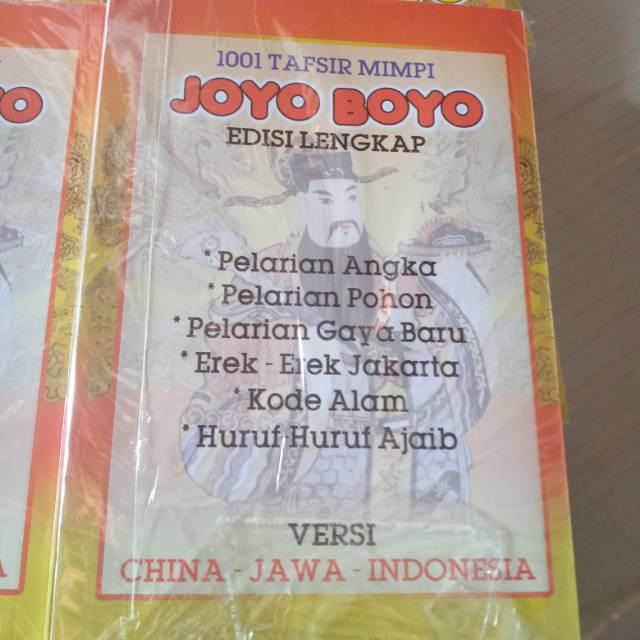 1001 TAFSIR MIMPI
JOYO BOYO
EDISI LENGKAP
* Pelarian Angka
* Pelarian Pohon
* Pelarian Gaya Baru
* Erek - Erek Jakarta
* Kode Alam
* Huruf Huruf Ajaib
VERSI
CHINA - JAWA - INDONESIA
YO
A